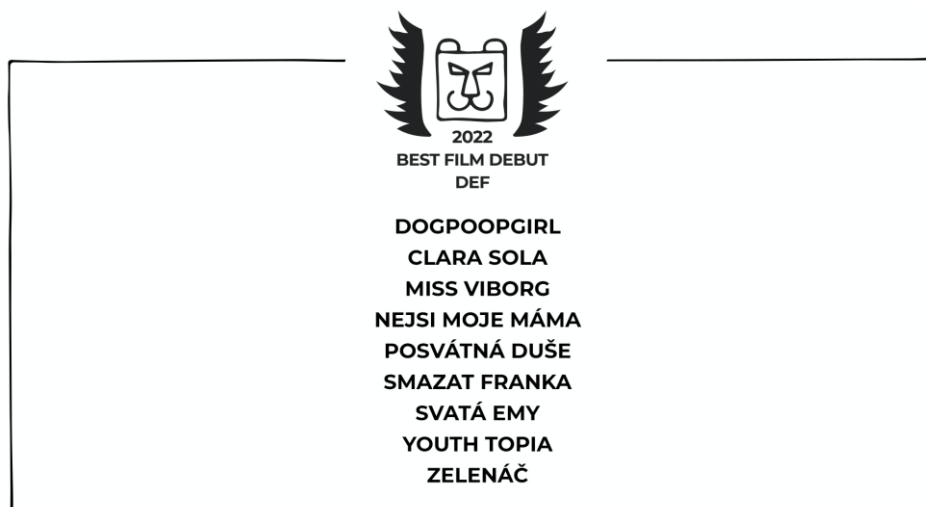 2022
BEST FILM DEBUT
DEF
DOGPOOPGIRL
CLARA SOLA
MISS VIBORG
NEJSI MOJE MÁMA
POSVÁTNÁ DUŠE
SMAZAT FRANKA
SVATÁ EMY
YOUTH TOPIA
ZELENÁČ